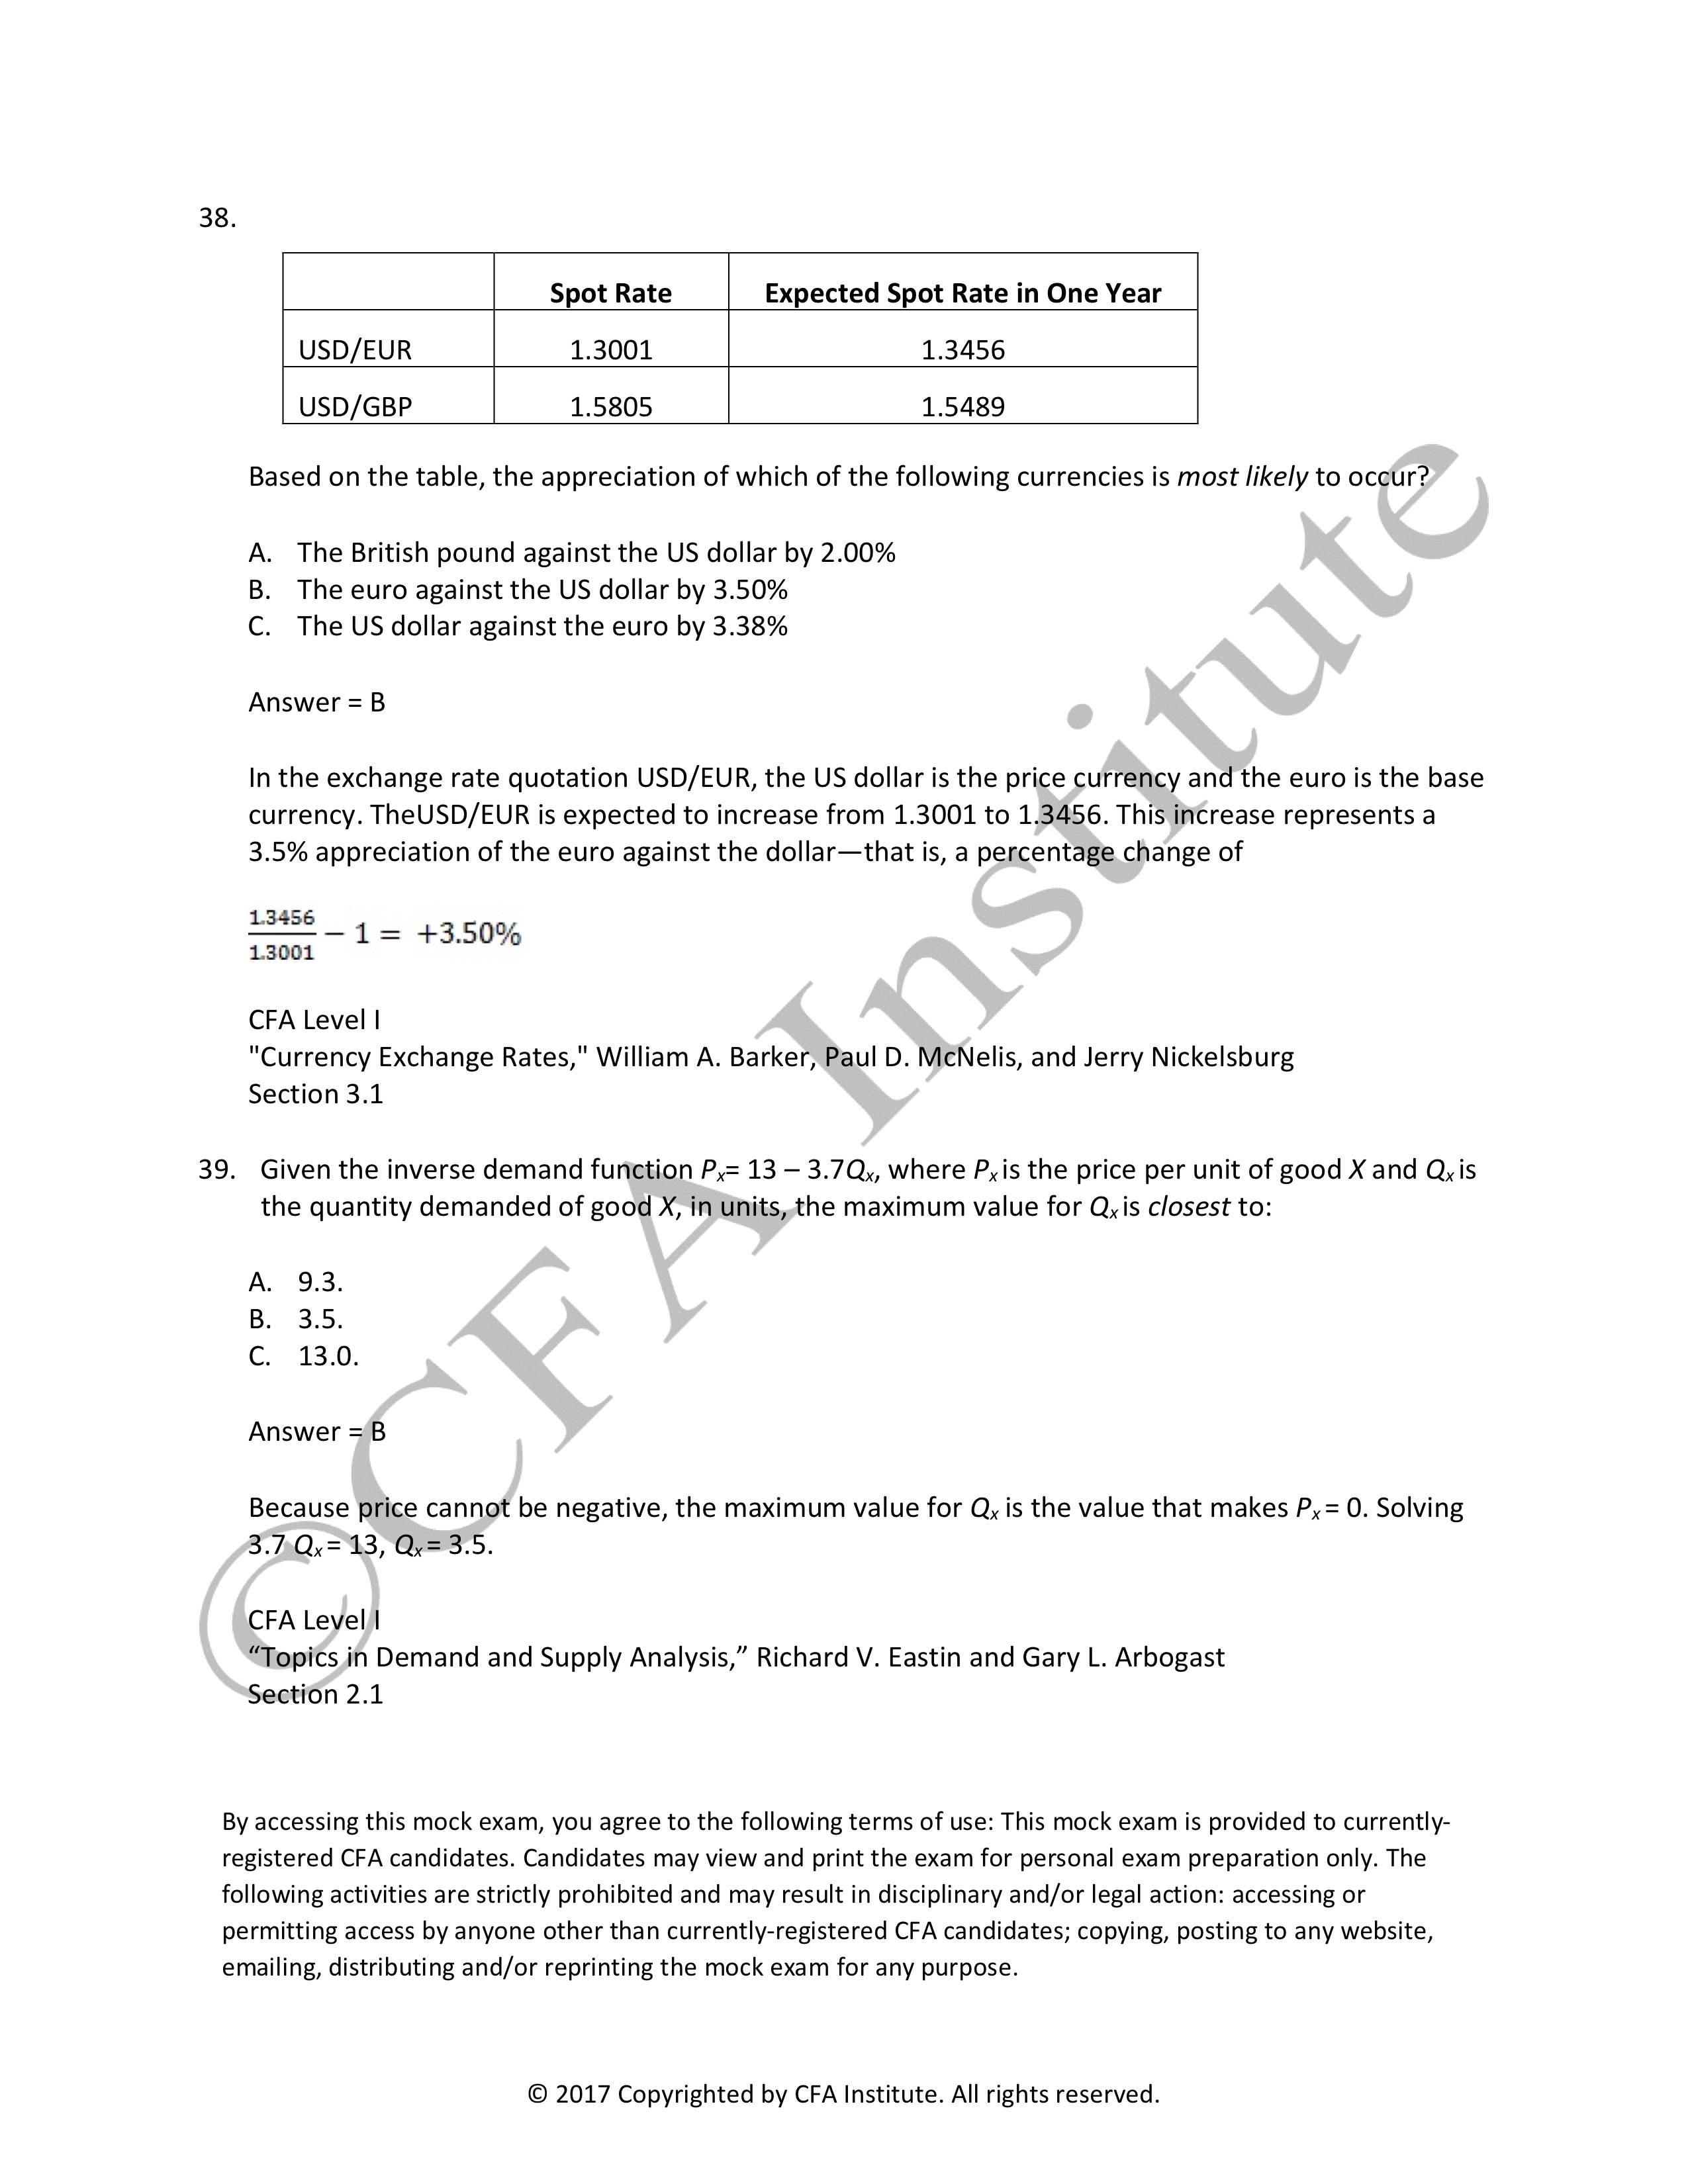 38.
Spot Rate Expected Spot Rate in One Year
USD/EUR 1.3001 1.3456
USD/GBP 1.5805 1.5489
Based on the table, the appreciation of which of the following currencies is most likely to occur?
A. The British pound against the US dollar by 2.00%
B. The euro against the US dollar by 3.50%
C. The US dollar against the euro by 3.38%
Answer = B
In the exchange rate quotation USD/EUR, the US dollar is the price currency and the euro is the base
currency. TheUSD/EUR is expected to increase from 1.3001 to 1.3456. This increase represents a
3.5% appreciation of the euro against the dollar—that is, a percentage change of
1.3456
1.3001
− 1 = +3.50%
CFA Level I
"Currency Exchange Rates," William A. Barker, Paul D. McNelis, and Jerry Nickelsburg
Section 3.1
39. Given the inverse demand function Px= 13 – 3.7Qx, where Px is the price per unit of good X and Qx is
the quantity demanded of good X, in units, the maximum value for Qx is closest to:
A. 9.3.
B. 3.5.
C. 13.0.
Answer = B
Because price cannot be negative, the maximum value for Qx is the value that makes Px = 0. Solving
3.7 Qx = 13, Qx = 3.5.
CFA Level I
“Topics in Demand and Supply Analysis,” Richard V. Eastin and Gary L. Arbogast
Section 2.1
By accessing this mock exam, you agree to the following terms of use: This mock exam is provided to currently-
registered CFA candidates. Candidates may view and print the exam for personal exam preparation only. The
following activities are strictly prohibited and may result in disciplinary and/or legal action: accessing or
permitting access by anyone other than currently-registered CFA candidates; copying, posting to any website,
emailing, distributing and/or reprinting the mock exam for any purpose.
© 2017 Copyrighted by CFA Institute. All rights reserved.
© CFA Institute